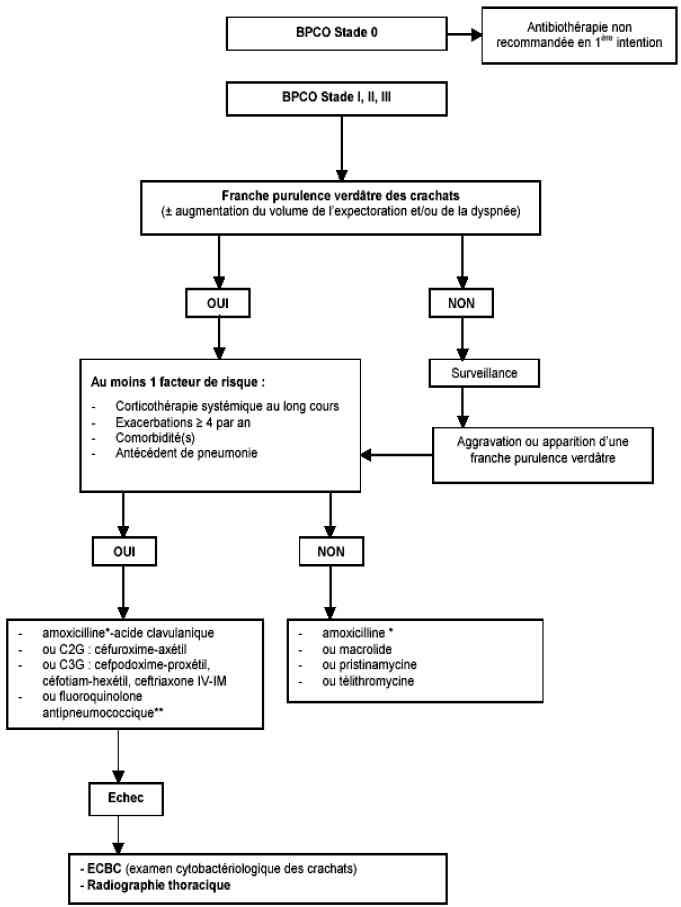 BPCO Stade 0
Antibiothérapie non
recommandée en 1ère intention
BPCO Stade I, II, III
Franche purulence verdâtre des crachats
(± augmentation du volume de l'expectoration et/ou de la dyspnée)
OUI
NON
Surveillance
Au moins 1 facteur de risque :
- Corticothérapie systémique au long cours
- Exacerbations ≥ 4 par an
- Comorbidité(s)
- Antécédent de pneumonie
Aggravation ou apparition d'une
franche purulence verdâtre
OUI
NON
- amoxicilline*-acide clavulanique
- ou C2G : céfuroxime-axétil
- ou C3G : cefpodoxime-proxétil,
céfotiam-hexétil, ceftriaxone IV-IM
- ou fluoroquinolone
antipneumococcique**
- amoxicilline *
- ou macrolide
- ou pristinamycine
- ou télithromycine
Echec
- ECBC (examen cytobactériologique des crachats)
- Radiographie thoracique